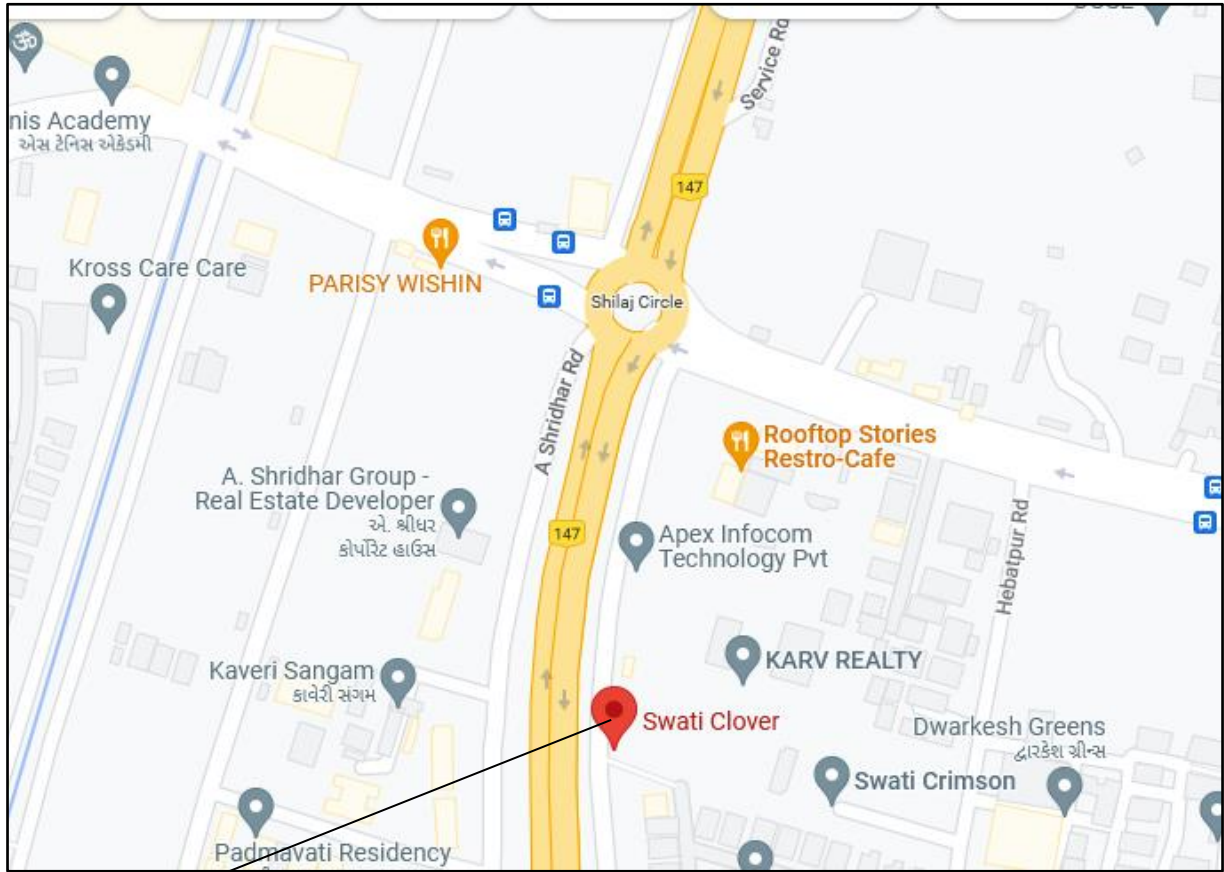 Service Rd
nis Academy
એસ ટેનિસ એકેડમી
147
Kross Care Care
PARISY WISHIN
Shilaj Circle
A Shridhar Rd
Rooftop Stories
Restro-Cafe
A. Shridhar Group -
Real Estate Developer
એ. શ્રીધર
કોર્પોરેટ હાઉસ
147
Apex Infocom
Technology Pvt
Hebatpur Rd
Kaveri Sangam
કાવેરી સંગમ
KARV REALTY
Swati Clover
Dwarkesh Greens
દ્વારકેશ ગ્રીન્સ
Swati Crimson
Padmavati Residency